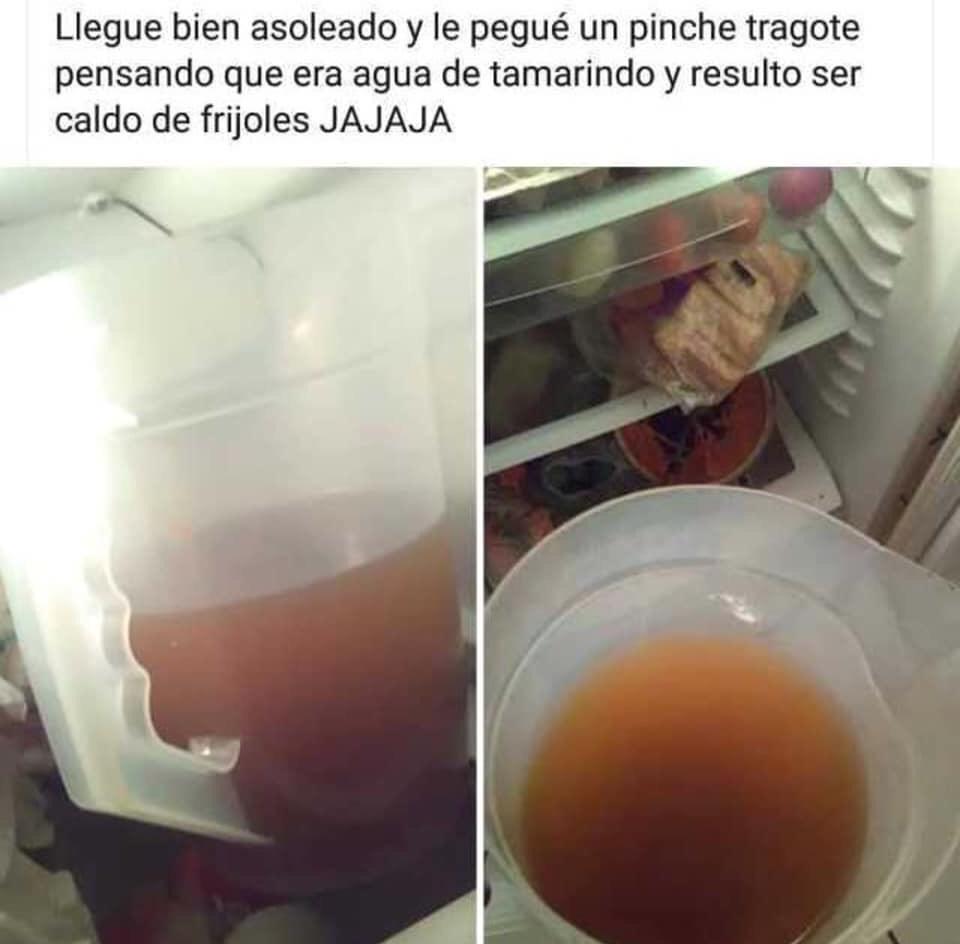 Llegue bien asoleado y le pegué un pinche tragote
pensando que era agua de tamarindo y resulto ser
caldo de frijoles JAJAJA